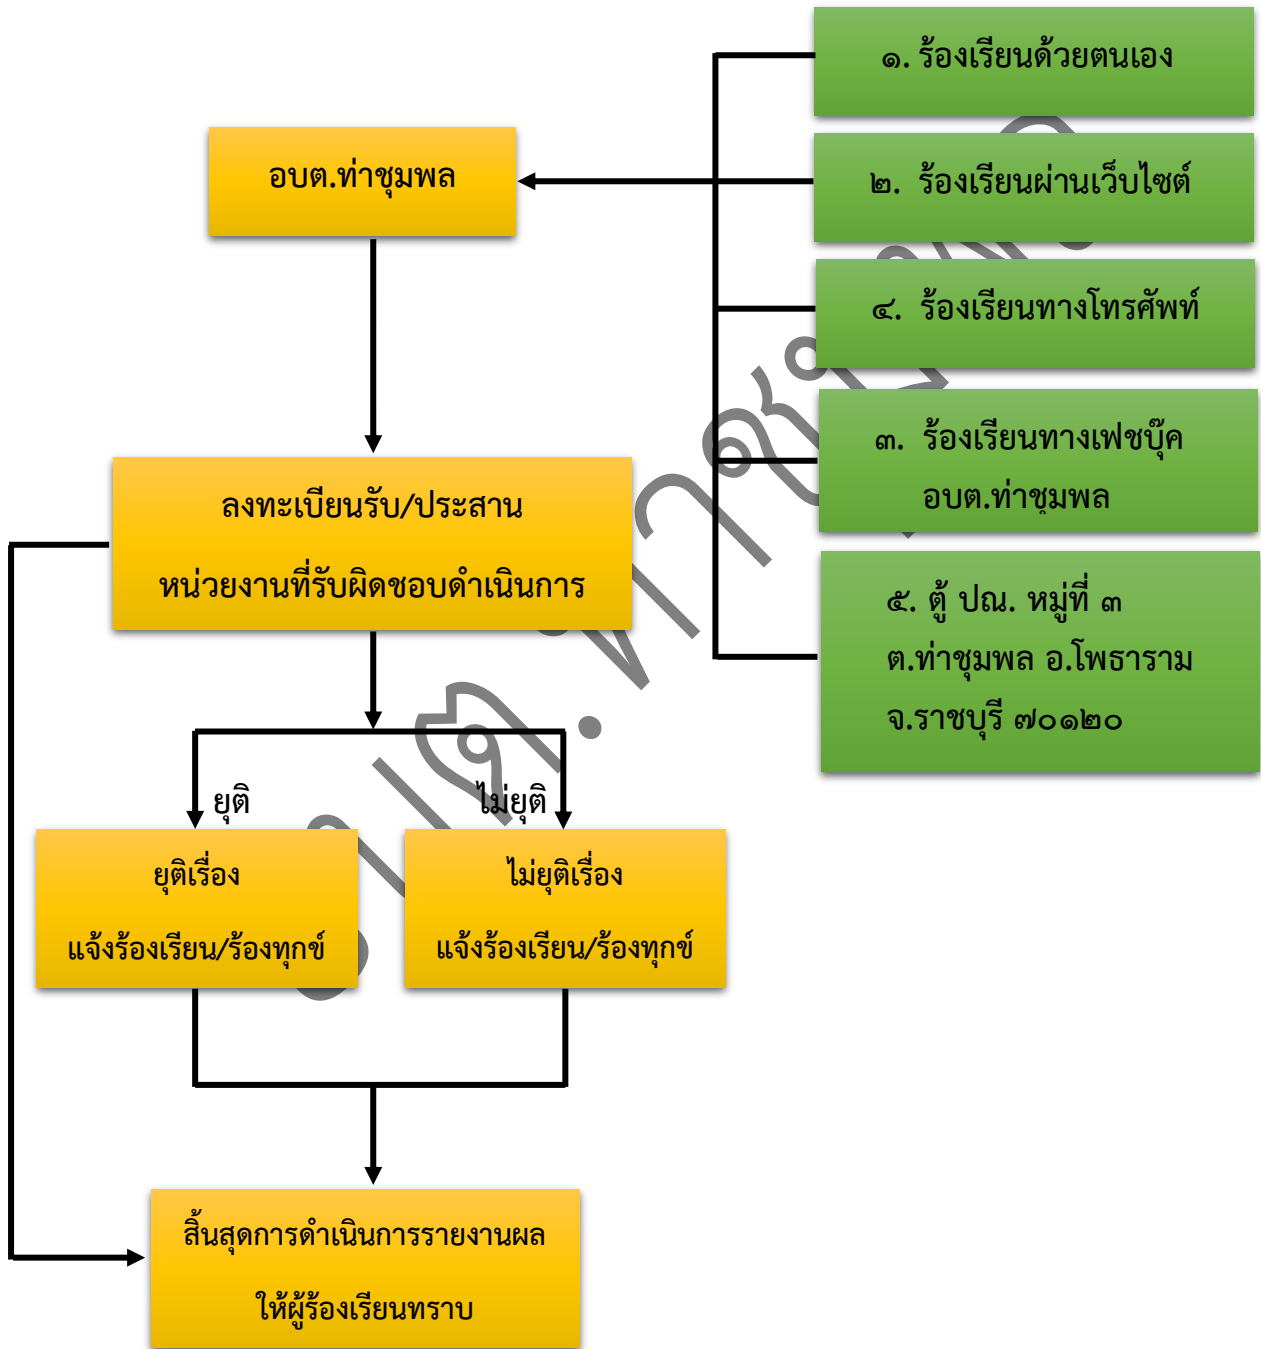 ๑. ร้องเรียนด้วยตนเอง
อบต.ท่าชุมพล
๒. ร้องเรียนผ่านเว็บไซต์
๔. ร้องเรียนทางโทรศัพท์
๓. ร้องเรียนทางเฟชบุ๊ค
อบต.ท่าชุมพล
ลงทะเบียนรับ/ประสาน
หน่วยงานที่รับผิดชอบดำเนินการ
๕. ตู้ ปณ. หมู่ที่ ๓
ต.ท่าชุมพล อ.โพธาราม
จ.ราชบุรี ๗๐๑๒๐
ยุติ
ไม่ยุติ
ยุติเรื่อง
แจ้งร้องเรียน/ร้องทุกข์
ไม่ยุติเรื่อง
แจ้งร้องเรียน/ร้องทุกข์
สิ้นสุดการดำเนินการรายงานผล
ให้ผู้ร้องเรียนทราบ
อบต.ท่าชุมพล